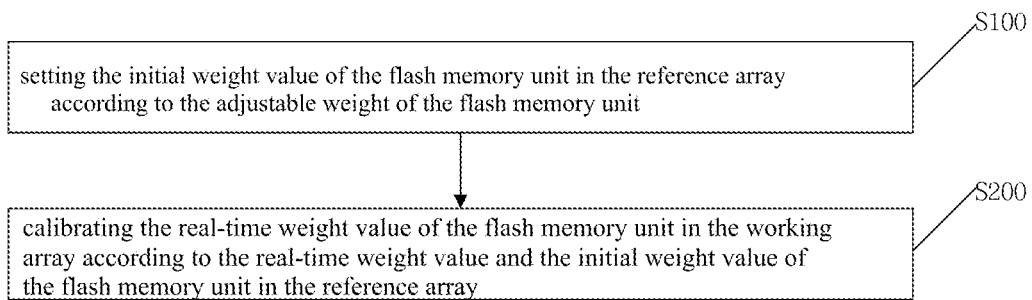 S100
setting the initial weight value of the flash memory unit in the reference array
according to the adjustable weight of the flash memory unit
S200
calibrating the real-time weight value of the flash memory unit in the working
array according to the real-time weight value and the initial weight value of
the flash memory unit in the reference array